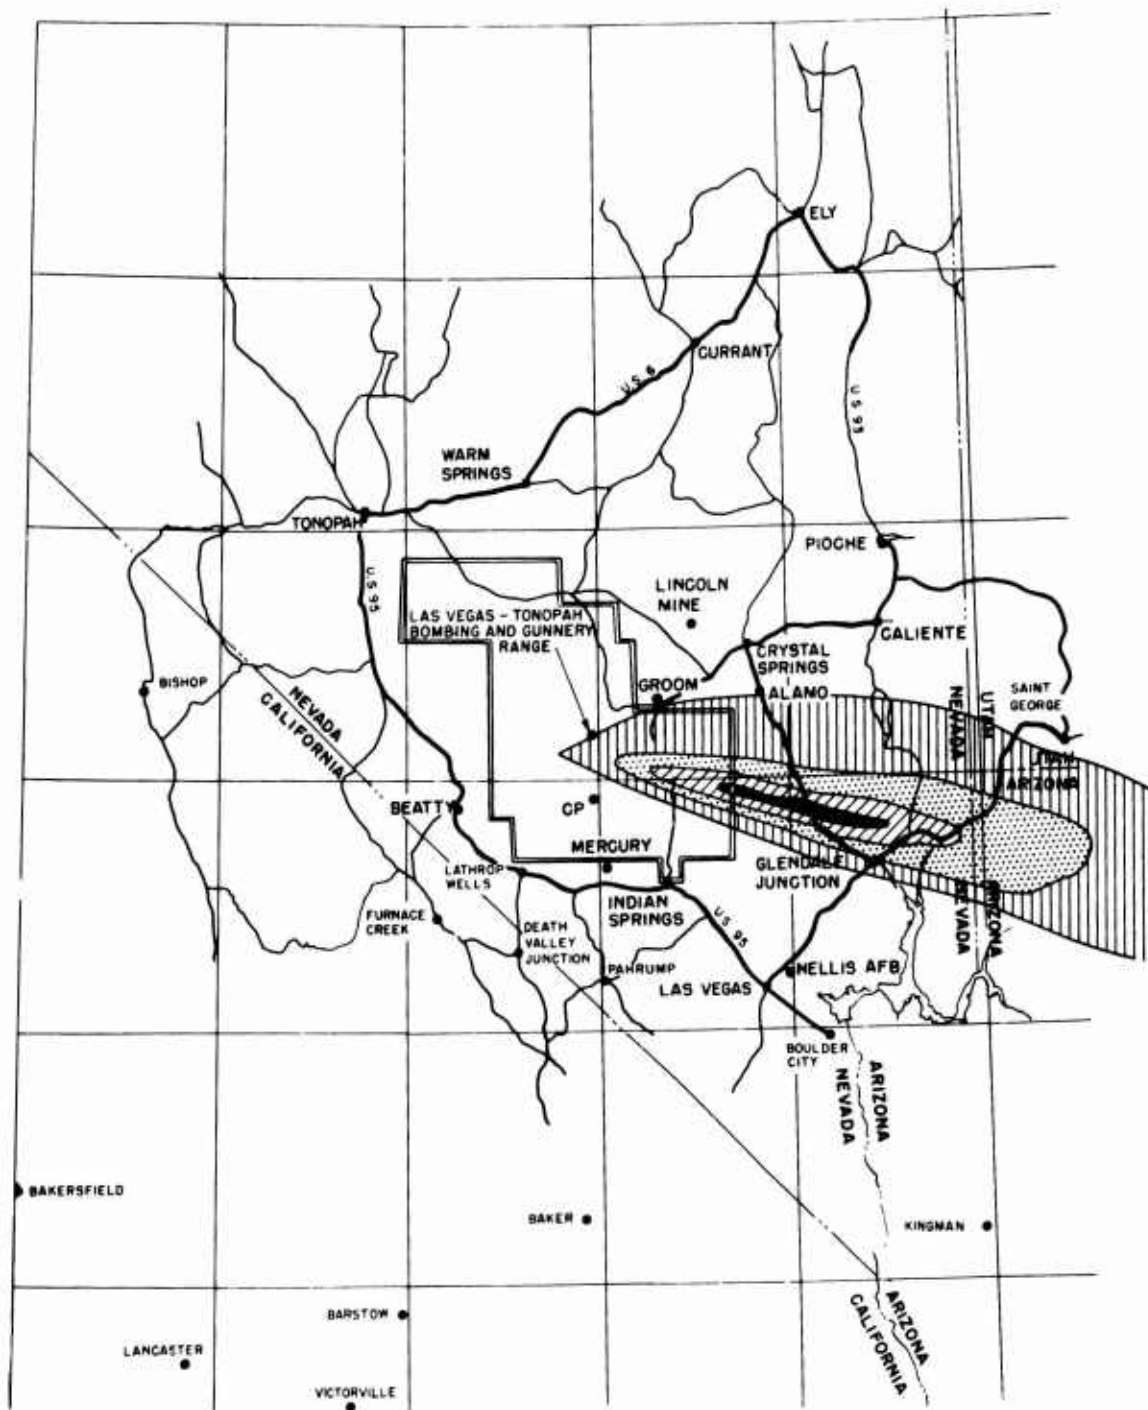 ELY
CURRANT
U.S. 6
U S 93
WARM
SPRINGS
TONOPAH
PIOCHE
U.S 95
LINCOLN
MINE
LAS VEGAS - TONOPAH
BOMBING AND GUNNERY
RANGE
CALIENTE
CRYSTAL
SPRINGS
BISHOP
GROOM
ALAMO
NEVADA
CALIFORNIA
NEVADA
UTAH
SAINT
GEORGE
UTAH
ARIZONA
BEATTY
CP
MERCURY
GLENDALE
JUNCTION
LATHROP
WELLS
INDIAN
SPRINGS
NEVADA
ARIZONA
FURNACE
CREEK
DEATH
VALLEY
JUNCTION
U.S. 95
PAHRUMP
NELLIS AFB
LAS VEGAS
BOULDER
CITY
NEVADA
ARIZONA
BAKERSFIELD
BAKER
KINGMAN
BARSTOW
ARIZONA
CALIFORNIA
LANCASTER
VICTORVILLE